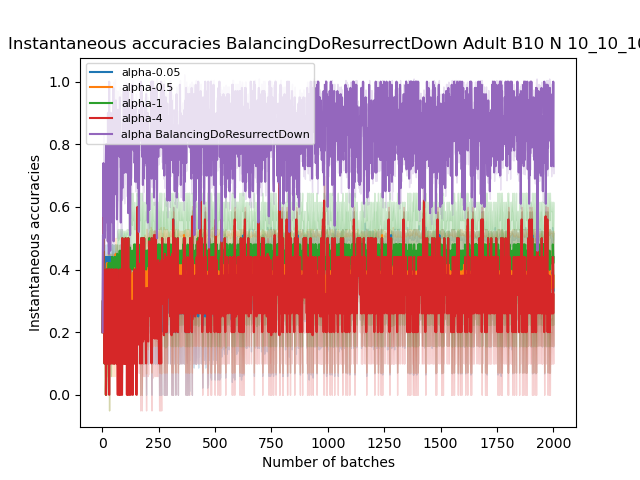 Instantaneous accuracies BalancingDoResurrectDown Adult B10 N 10_10_10
alpha-0.05
alpha-0.5
alpha-1
alpha-4
alpha BalancingDoResurrectDown
1.0
0.8
0.6
0.4
0.2
0.0
Instantaneous accuracies
0 250 500 750 1000 1250 1500 1750 2000
Number of batches